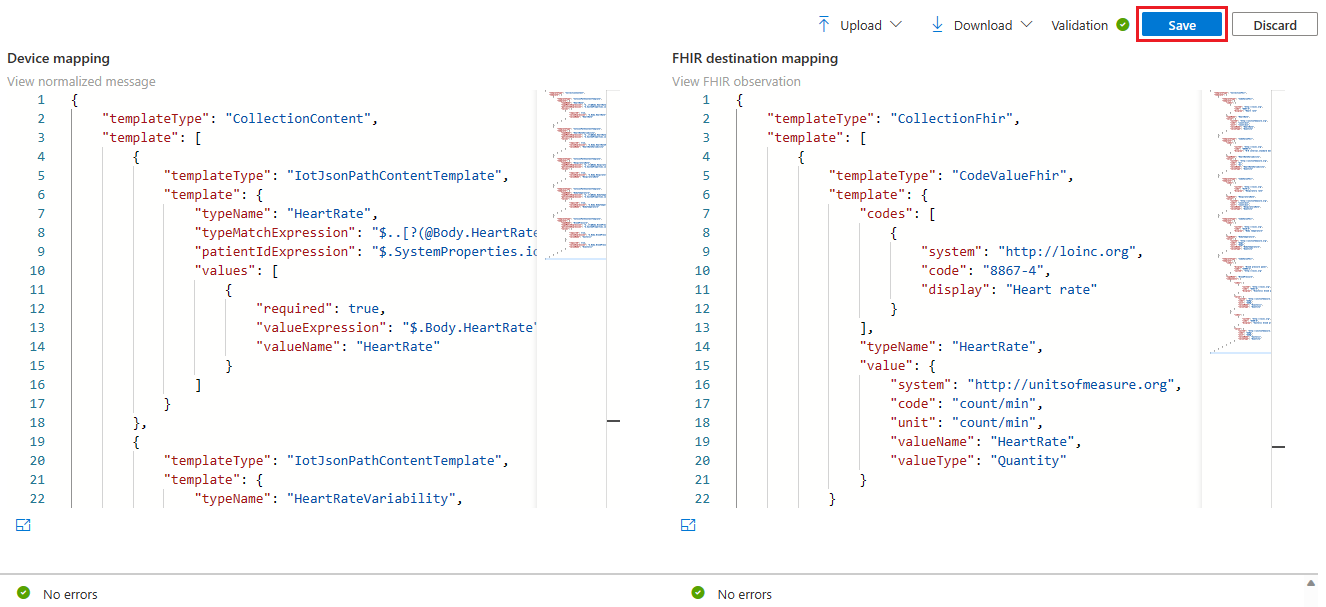 Upload Download Validation Save Discard
Device mapping
View normalized message
1 {
2 "templateType": "CollectionContent",
3 "template": [
4 {
5 "templateType": "IotJsonPathContentTemplate",
6 "template": {
7 "typeName": "HeartRate",
8 "typeMatchExpression": "$..[?(@Body.HeartRate
9 "patientIdExpression": "$.SystemProperties.io
10 "values": [
11 {
12 "required": true,
13 "valueExpression": "$.Body.HeartRate"
14 "valueName": "HeartRate"
15 }
16 ]
17 }
18 },
19 {
20 "templateType": "IotJsonPathContentTemplate",
21 "template": {
22 "typeName": "HeartRateVariability",
No errors
FHIR destination mapping
View FHIR observation
1 {
2 "templateType": "CollectionFhir",
3 "template": [
4 {
5 "templateType": "CodeValueFhir",
6 "template": {
7 "codes": [
8 {
9 "system": "http://loinc.org",
10 "code": "8867-4",
11 "display": "Heart rate"
12 }
13 ],
14 "typeName": "HeartRate",
15 "value": {
16 "system": "http://unitsofmeasure.org",
17 "code": "count/min",
18 "unit": "count/min",
19 "valueName": "HeartRate",
20 "valueType": "Quantity"
21 }
22 }
No errors